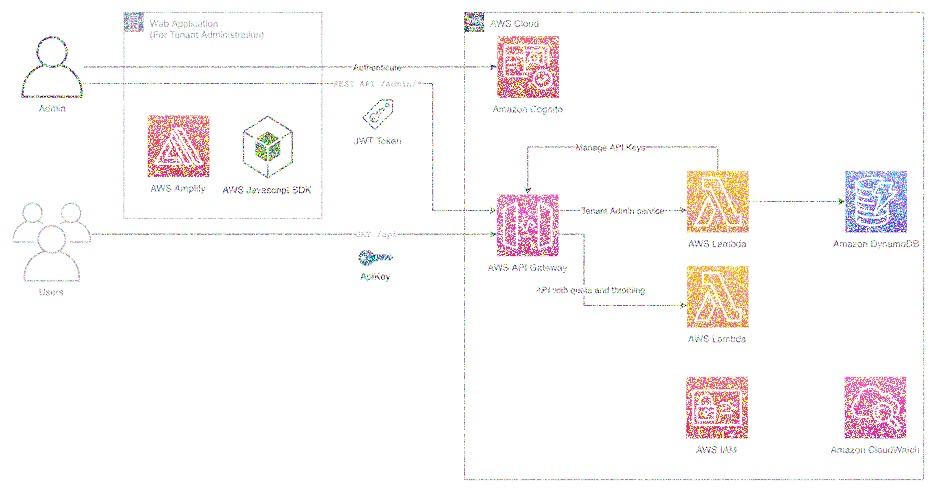 Web Application
(For Tenant Administration)
AWS Cloud
Admin
Authenticate
REST API /admin/*
JWT Token
Amazon Cognito
AWS Amplify
AWS Javascript SDK
Manage API Keys
Tenant Admin service
AWS Lambda
Amazon DynamoDB
Users
GET /api
ApiKey
AWS API Gateway
API with quota and throttling
AWS Lambda
AWS IAM
Amazon CloudWatch